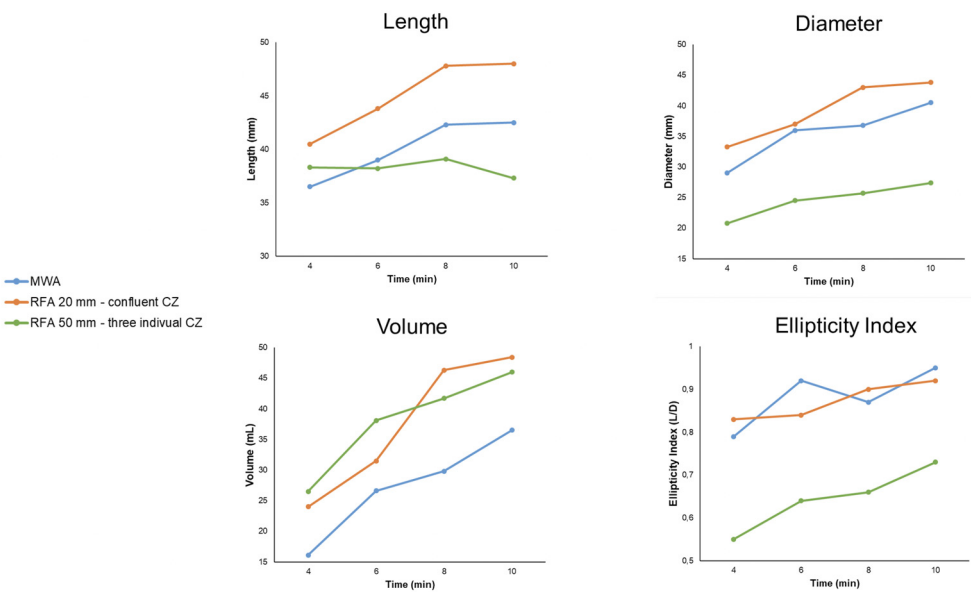 Length
50
45
40
35
30
Length (mm)
4 6 8 10
Time (min)
Diameter
50
45
40
35
30
25
20
15
Diameter (mm)
4 6 8 10
Time (min)
MWA
RFA 20 mm - confluent CZ
RFA 50 mm - three indivual CZ
Volume
50
45
40
35
30
25
20
15
Volume (mL)
4 6 8 10
Time (min)
Ellipticity Index
1
0,9
0,8
0,7
0,6
0,5
Ellipticity Index (L/D)
4 6 8 10
Time (min)